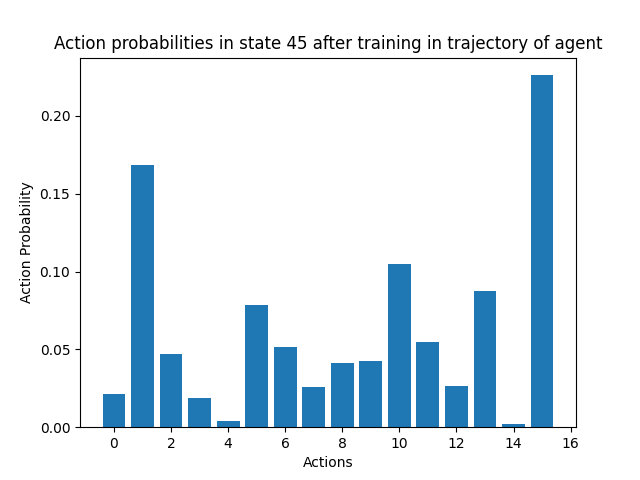 Action probabilities in state 45 after training in trajectory of agent
Action Probability
0.20
0.15
0.10
0.05
0.00
0 2 4 6 8 10 12 14 16
Actions